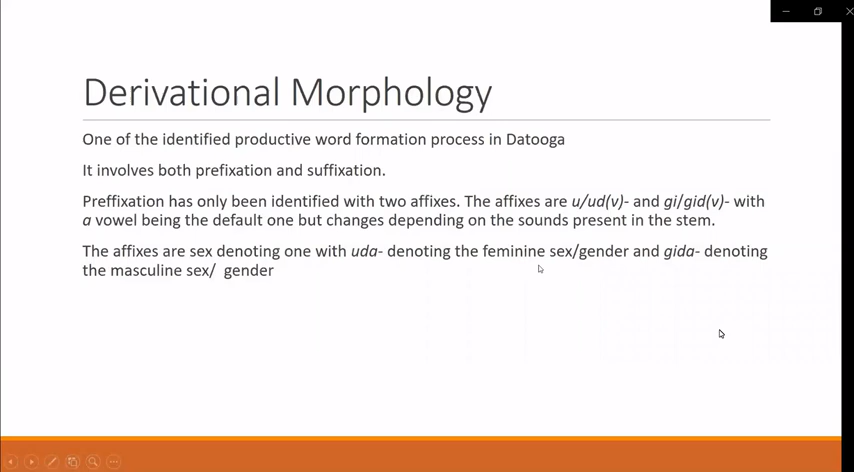 Derivational Morphology
One of the identified productive word formation process in Datooga
It involves both prefixation and suffixation.
Preffixation has only been identified with two affixes. The affixes are u/ud(v)- and gi/gid(v)- with
a vowel being the default one but changes depending on the sounds present in the stem.
The affixes are sex denoting one with uda- denoting the feminine sex/gender and gida- denoting
the masculine sex/ gender